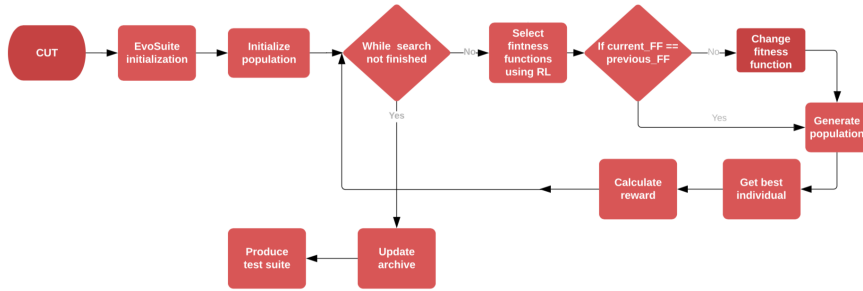 CUT
EvoSuite
initialization
Initialize
population
While search
not finished
No
Select
fintness
functions
using RL
If current_FF ==
previous_FF
No
Change
fitness
function
Yes
Yes
Generate
population
Calculate
reward
Get best
individual
Produce
test suite
Update
archive